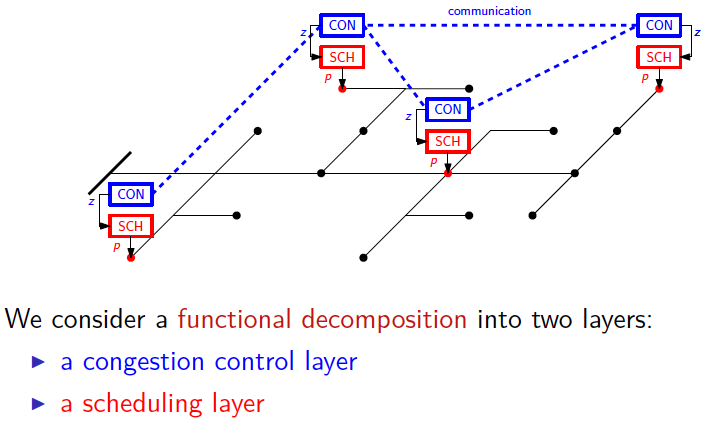 communication
CON
CON
z
z
SCH
SCH
p
p
CON
z
SCH
p
CON
z
SCH
p
We consider a functional decomposition into two layers:
▶ a congestion control layer
▶ a scheduling layer